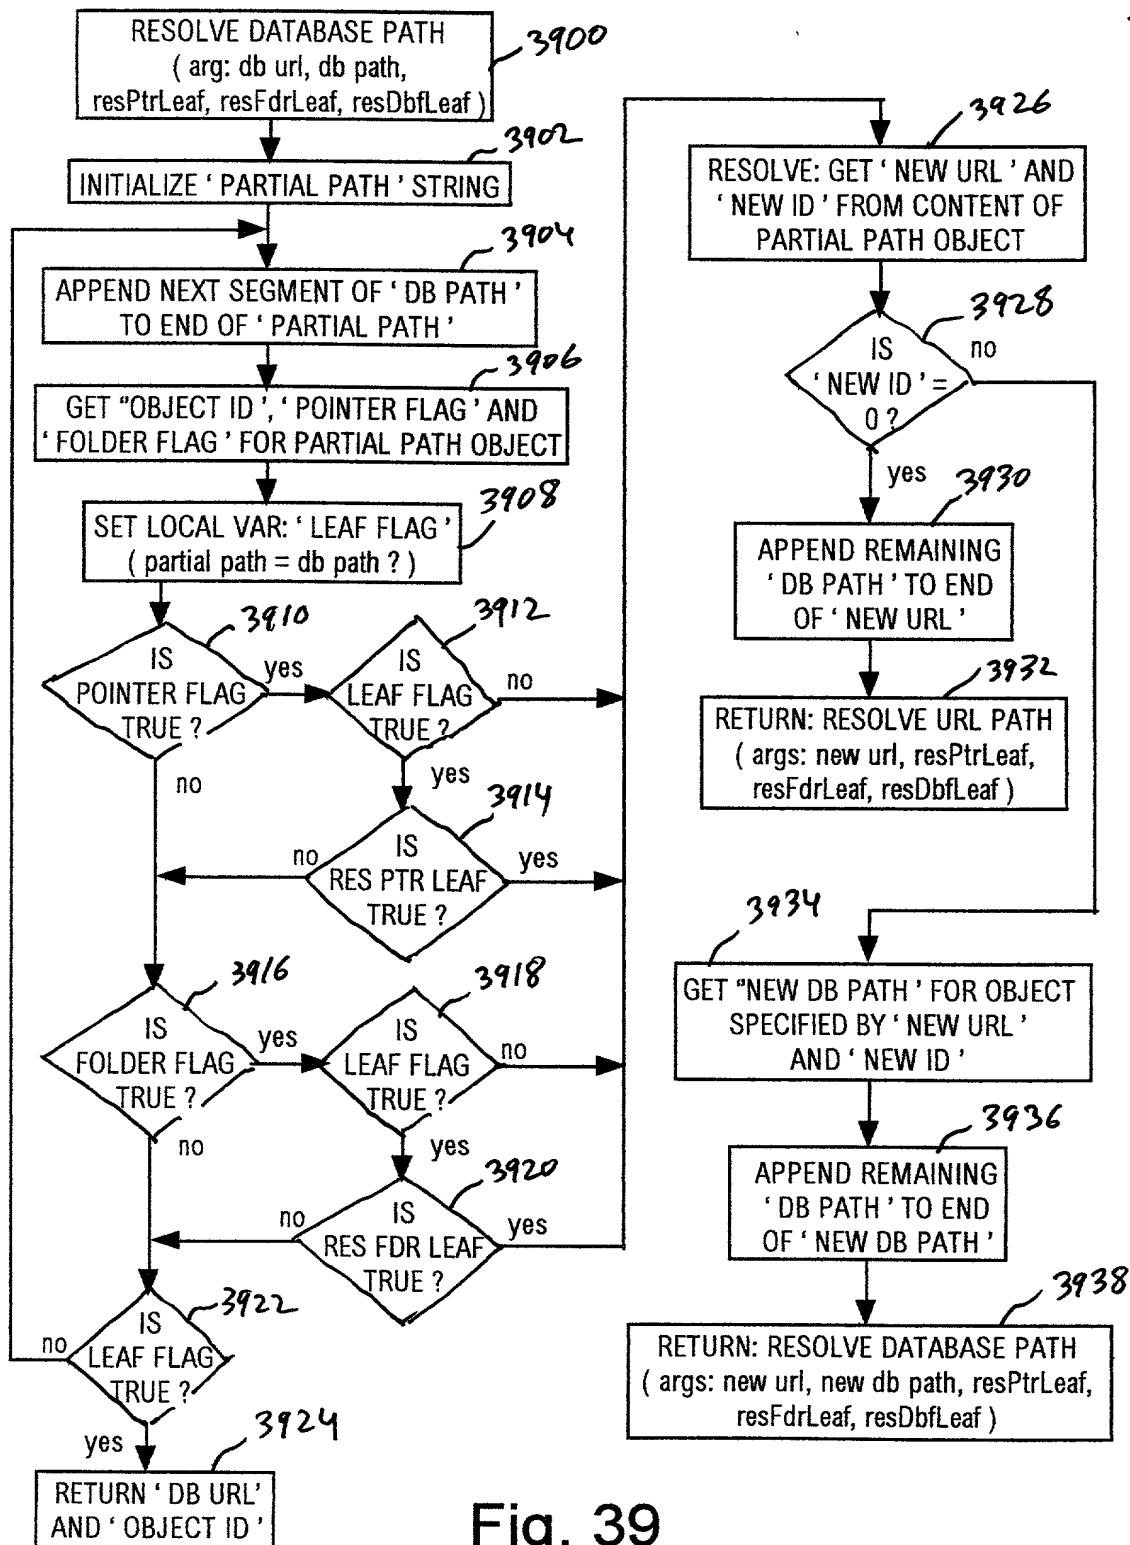 RESOLVE DATABASE PATH
( arg: db url, db path,
resPtrLeaf, resFdrLeaf, resDbfLeaf )
3900
3902
INITIALIZE ' PARTIAL PATH ' STRING
3904
APPEND NEXT SEGMENT OF ' DB PATH '
TO END OF ' PARTIAL PATH '
3906
GET "OBJECT ID ', ' POINTER FLAG ' AND
' FOLDER FLAG ' FOR PARTIAL PATH OBJECT
3908
SET LOCAL VAR: ' LEAF FLAG '
( partial path = db path ? )
3910
IS
POINTER FLAG
TRUE ?
yes
no
3912
IS
LEAF FLAG
TRUE ?
no
yes
3914
IS
RES PTR LEAF
TRUE ?
no
yes
3916
IS
FOLDER FLAG
TRUE ?
yes
no
3918
IS
LEAF FLAG
TRUE ?
no
yes
3920
IS
RES FDR LEAF
TRUE ?
no
yes
3922
IS
LEAF FLAG
TRUE ?
no
yes
3924
RETURN ' DB URL'
AND ' OBJECT ID '
3926
RESOLVE: GET ' NEW URL ' AND
' NEW ID ' FROM CONTENT OF
PARTIAL PATH OBJECT
3928
IS
' NEW ID ' =
0 ?
no
yes
3930
APPEND REMAINING
' DB PATH ' TO END
OF ' NEW URL '
3932
RETURN: RESOLVE URL PATH
( args: new url, resPtrLeaf,
resFdrLeaf, resDbfLeaf )
3934
GET "NEW DB PATH ' FOR OBJECT
SPECIFIED BY ' NEW URL '
AND ' NEW ID '
3936
APPEND REMAINING
' DB PATH ' TO END
OF ' NEW DB PATH '
3938
RETURN: RESOLVE DATABASE PATH
( args: new url, new db path, resPtrLeaf,
resFdrLeaf, resDbfLeaf )
Fig. 39